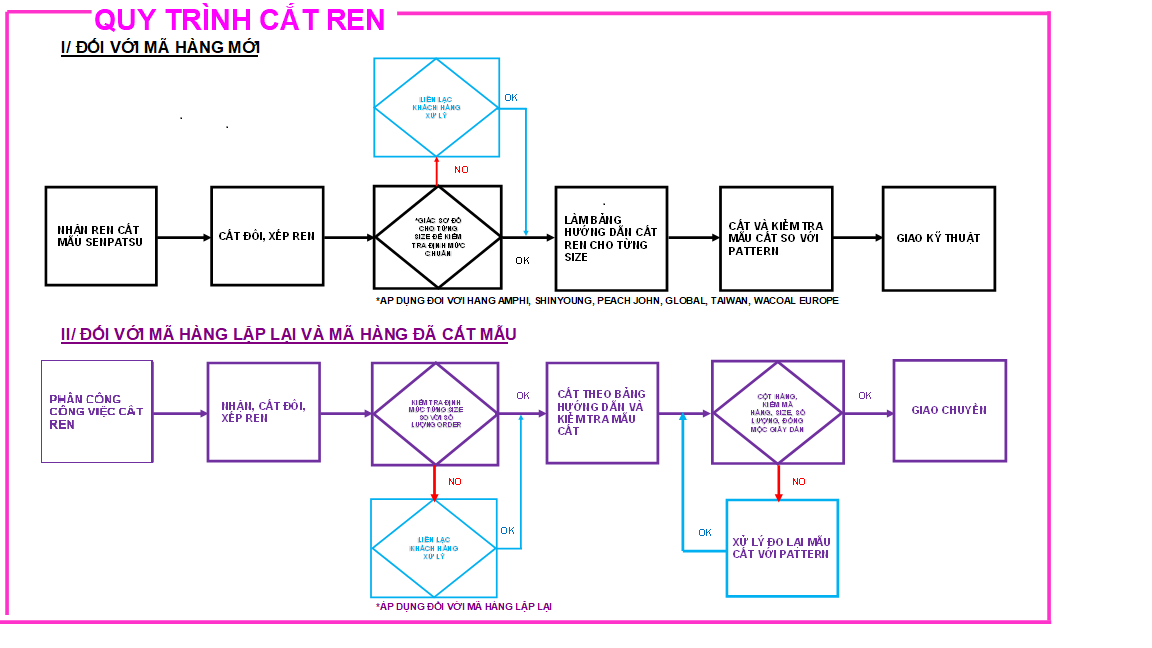 QUY TRÌNH CẮT REN
I/ ĐỐI VỚI MÃ HÀNG MỚI
LIÊN LẠC
KHÁCH HÀNG
XỬ LÝ
OK
NO
NHẬN REN CẮT
MẪU SENPATSU
CẮT ĐÔI, XẾP REN
*GIÁC SƠ ĐỒ
CHO TỪNG
SIZE ĐỂ KIỂM
TRA ĐỊNH MỨC
CHUẨN
OK
LÀM BẢNG
HƯỚNG DẪN CẮT
REN CHO TỪNG
SIZE
CẮT VÀ KIỂM TRA
MẪU CẮT SO VỚI
PATTERN
GIAO KỸ THUẬT
*ÁP DỤNG ĐỐI VỚI HÀNG AMPHI, SHINYOUNG, PEACH JOHN, GLOBAL, TAIWAN, WACOAL EUROPE
II/ ĐỐI VỚI MÃ HÀNG LẶP LẠI VÀ MÃ HÀNG ĐÃ CẮT MẪU
PHÂN CÔNG
CÔNG VIỆC CẮT
REN
NHẬN, CẮT ĐÔI,
XẾP REN
KIỂM TRA ĐỊNH
MỨC TỪNG SIZE
SO VỚI SỐ
LƯỢNG ORDER
OK
CẮT THEO BẢNG
HƯỚNG DẪN VÀ
KIỂM TRA MẪU
CẮT
CỘT HÀNG,
KIỂM MÃ
HÀNG, SIZE, SỐ
LƯỢNG, ĐÓNG
MỘC GIẤY DÁN
OK
GIAO CHUYỀN
NO
NO
LIÊN LẠC
KHÁCH HÀNG
XỬ LÝ
OK
OK
XỬ LÝ ĐO LẠI MẪU
CẮT VỚI PATTERN
*ÁP DỤNG ĐỐI VỚI MÃ HÀNG LẶP LẠI